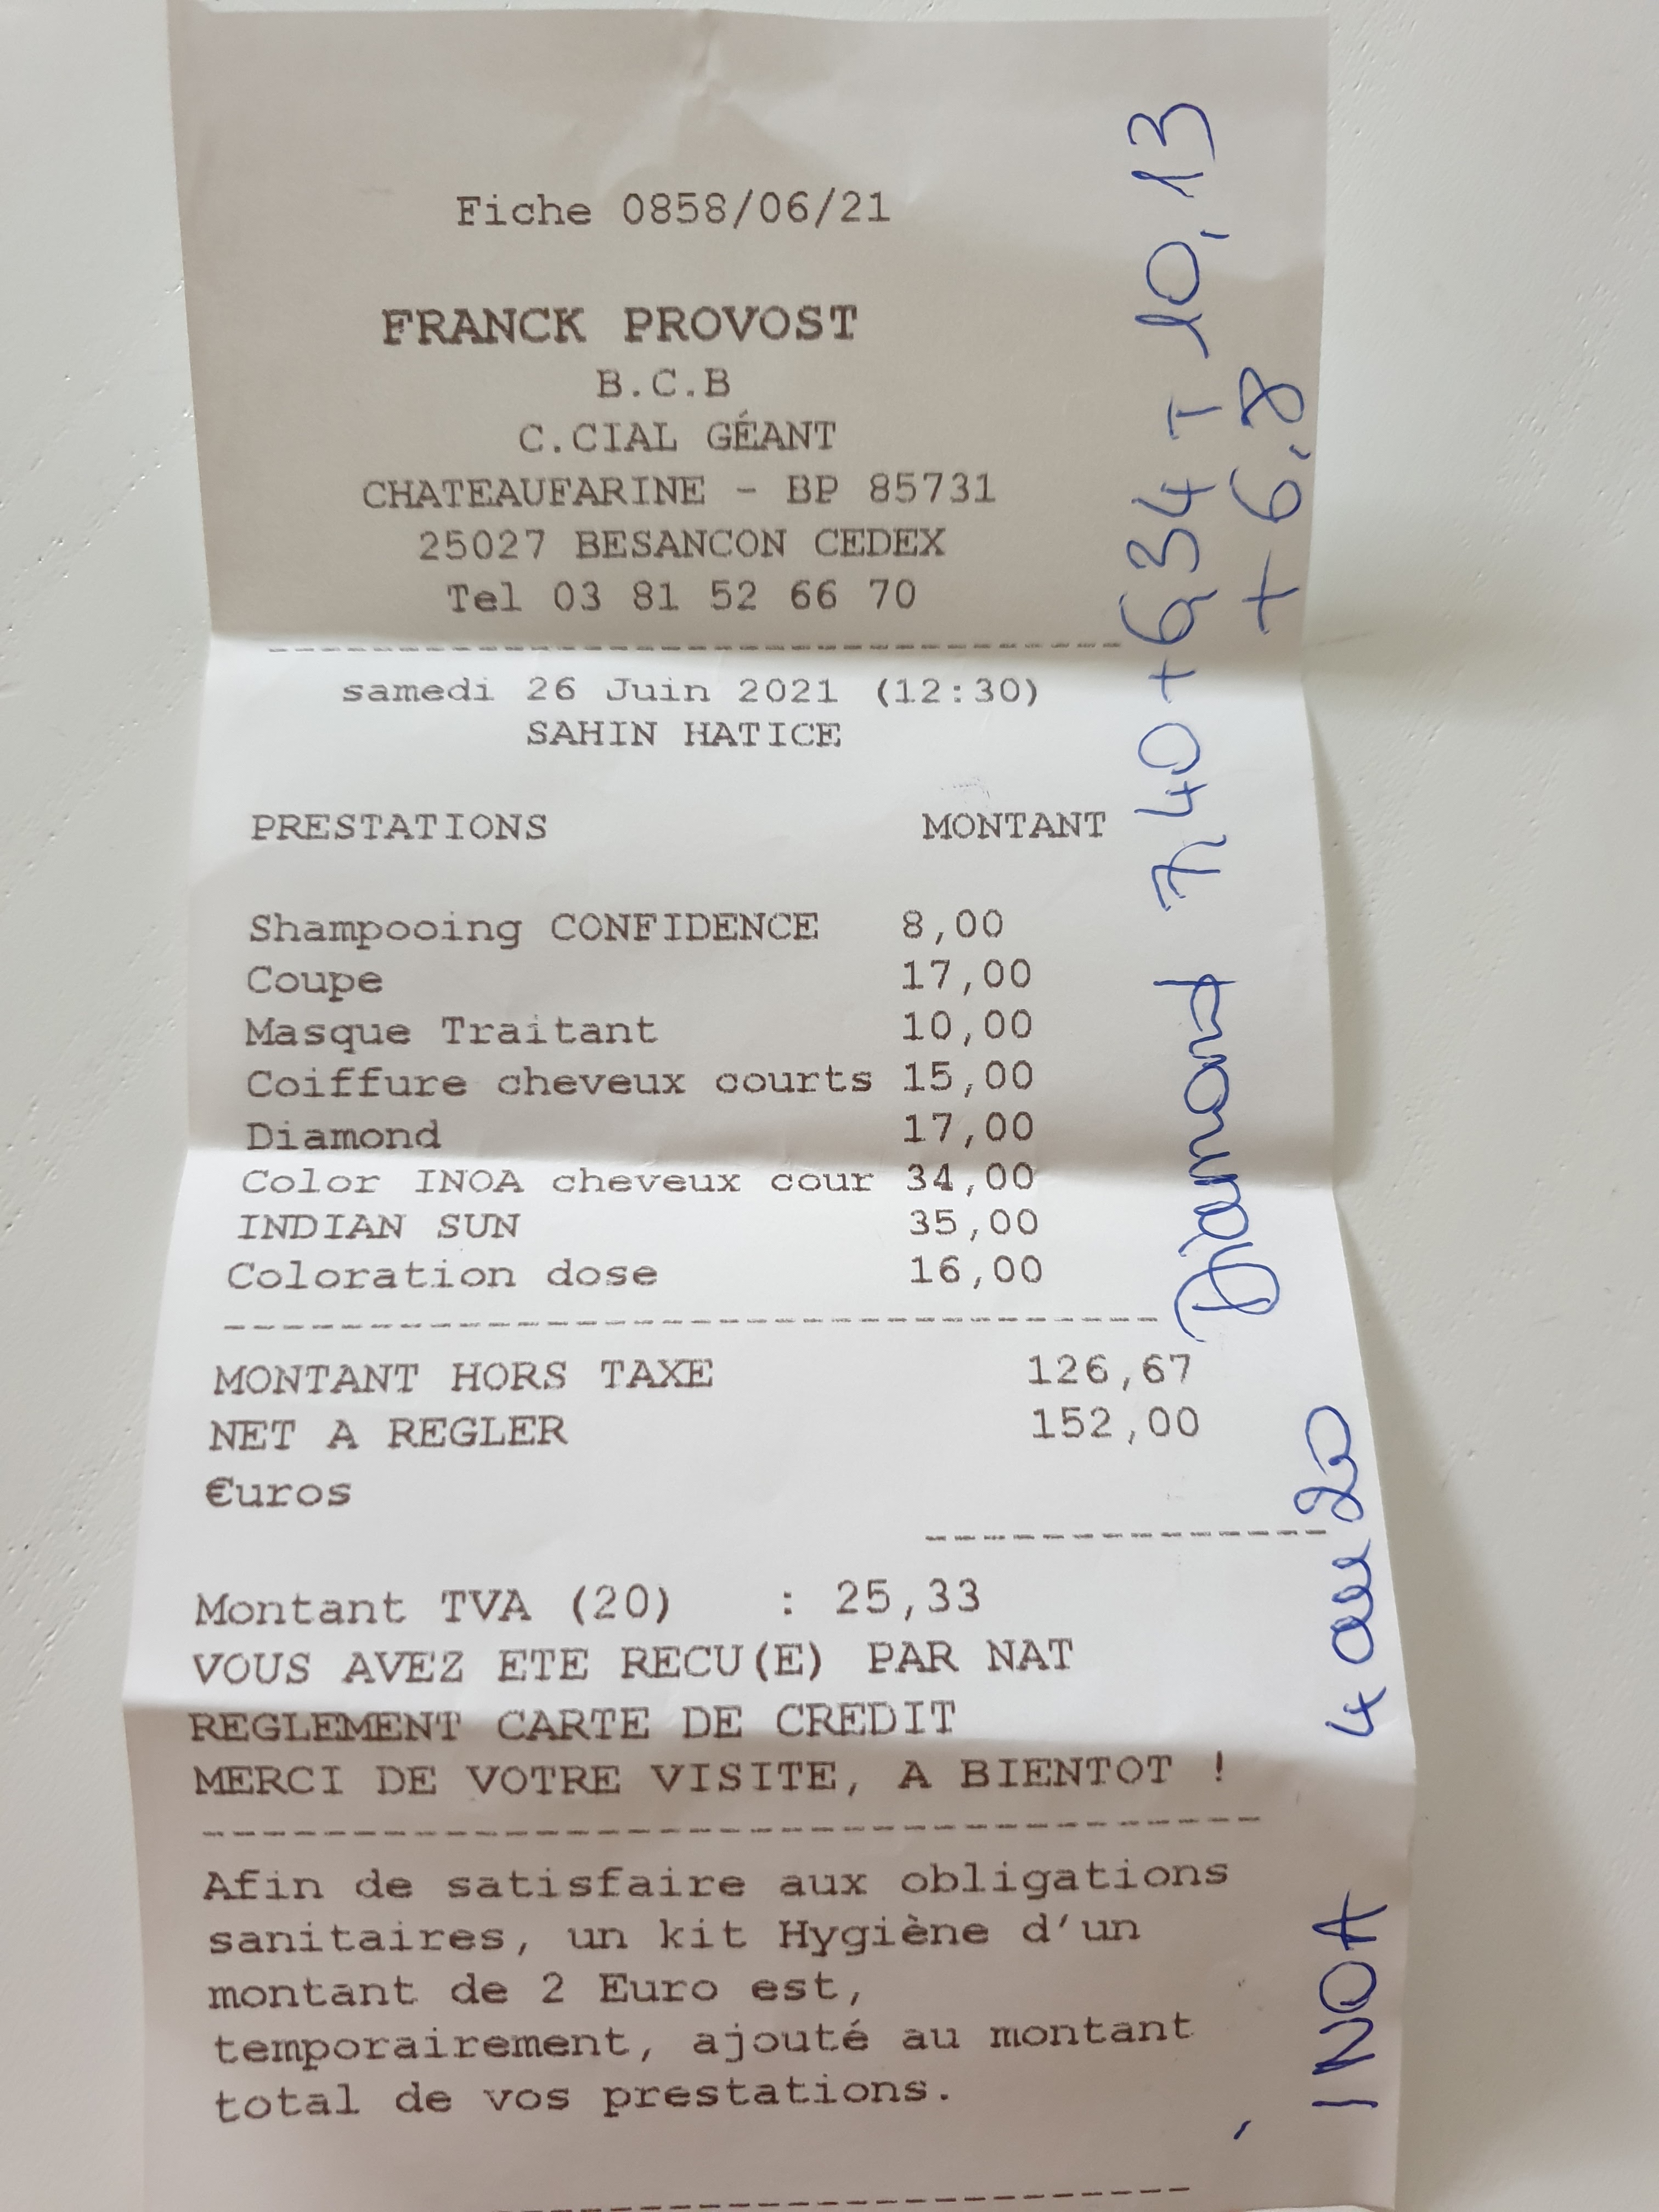 Fiche 0858/06/21
FRANCK PROVOST
B.C.B
C.CIAL GÉANT
CHATEAUFARINE - BP 85731
25027 BESANCON CEDEX
Tel 03 81 52 66 70
samedi 26 Juin 2021 (12:30)
SAHIN HATICE
PRESTATIONS MONTANT
Shampooing CONFIDENCE 8,00
Coupe 17,00
Masque Traitant 10,00
Coiffure cheveux courts 15,00
Diamond 17,00
Color INOA cheveux cour 34,00
INDIAN SUN 35,00
Coloration dose 16,00
MONTANT HORS TAXE 126,67
NET A REGLER 152,00
€uros
Montant TVA (20) : 25,33
VOUS AVEZ ETE RECU(E) PAR NAT
REGLEMENT CARTE DE CREDIT
MERCI DE VOTRE VISITE, A BIENTOT !
Afin de satisfaire aux obligations
sanitaires, un kit Hygiène d'un
montant de 2 Euro est,
temporairement, ajouté au montant
total de vos prestations.
Diamond 7,40+6,34+10,13
+6,8
INOA 4 au 20